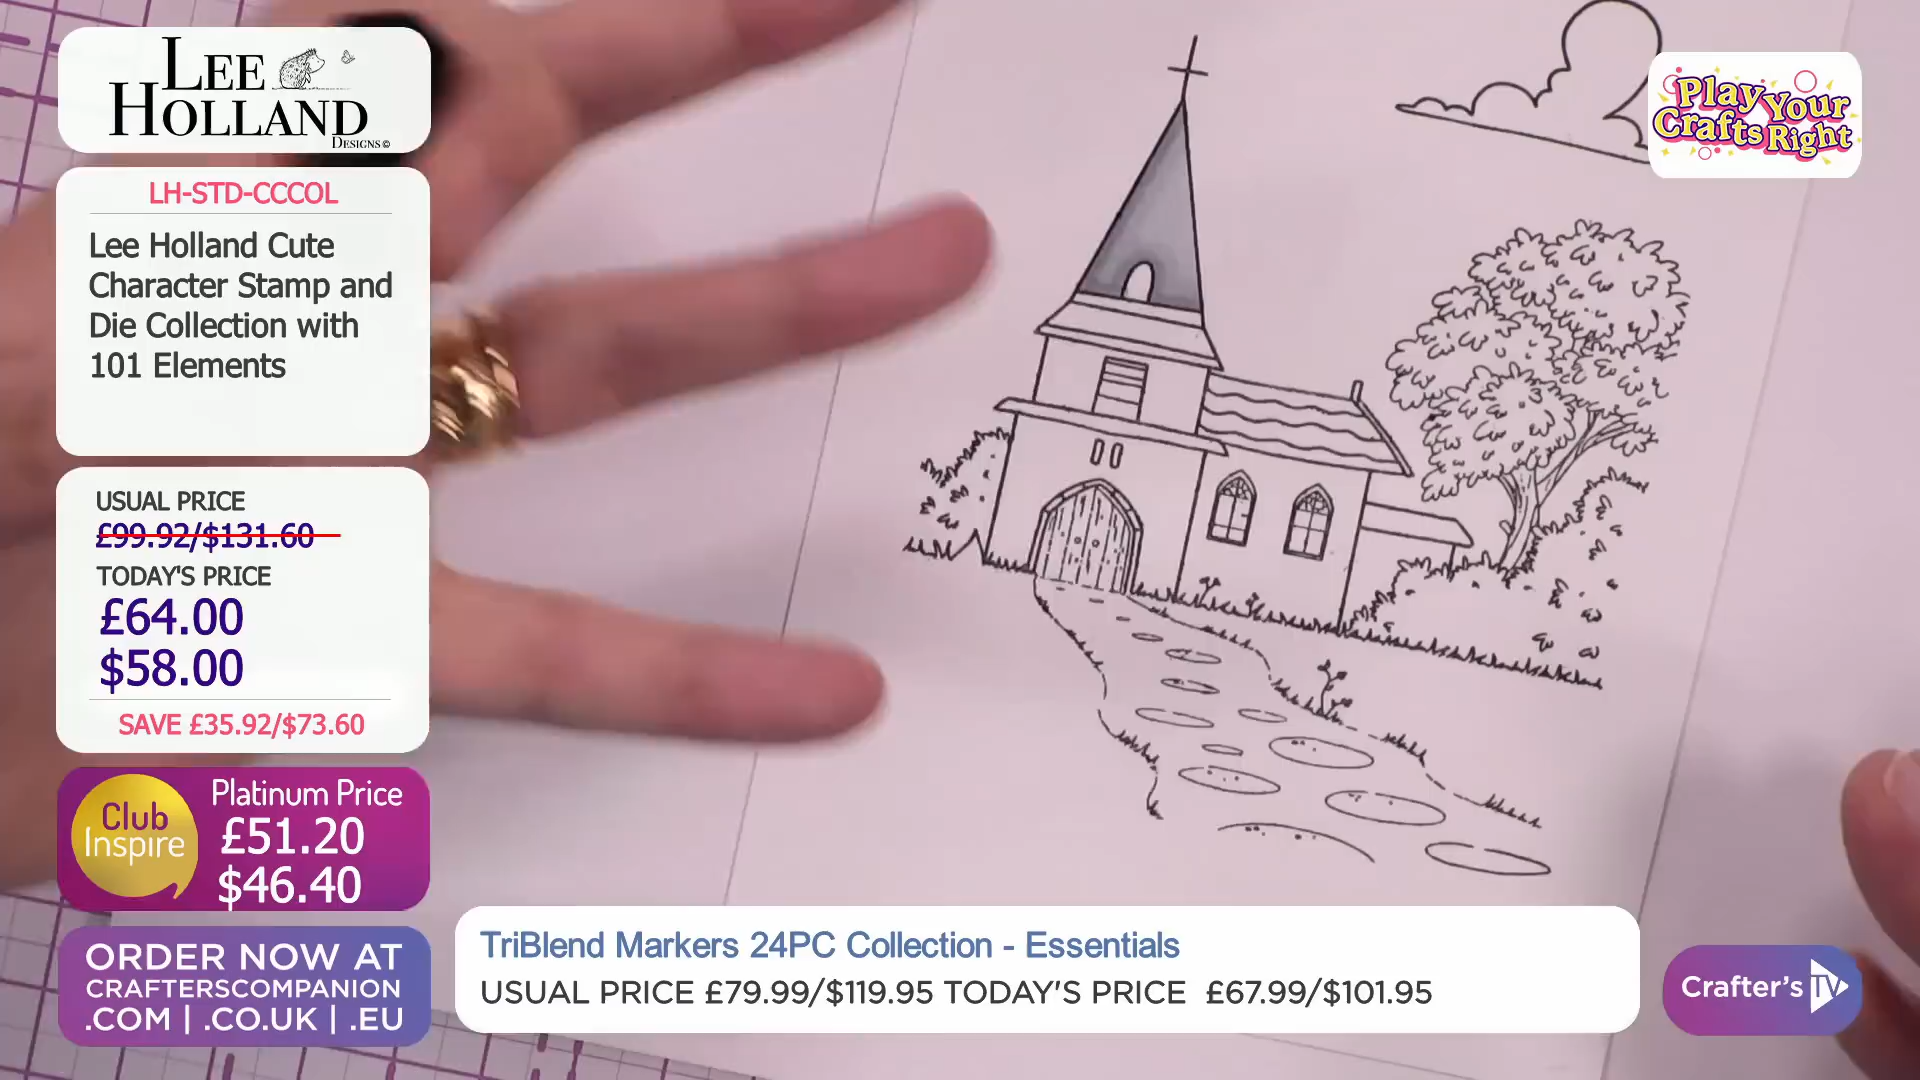 LEE
HOLLAND
DESIGNS ©
LH-STD-CCCOL
Lee Holland Cute
Character Stamp and
Die Collection with
101 Elements
USUAL PRICE
£99.92/$131.60
TODAY'S PRICE
£64.00
$58.00
SAVE £35.92/$73.60
Club
Inspire
Platinum Price
£51.20
$46.40
ORDER NOW AT
CRAFTERSCOMPANION
.COM | .CO.UK | .EU
TriBlend Markers 24PC Collection - Essentials
USUAL PRICE £79.99/$119.95 TODAY'S PRICE £67.99/$101.95
Play Your
Crafts Right
Crafter's TV